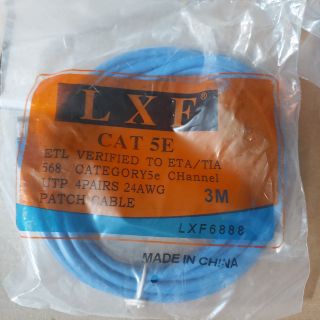 LXF®
CAT 5E
ETL VERIFIED TO ETA/TIA
568 CATEGORY5e CHannel
UTP 4PAIRS 24AWG
PATCH CABLE
3M
LXF6888
MADE IN CHINA